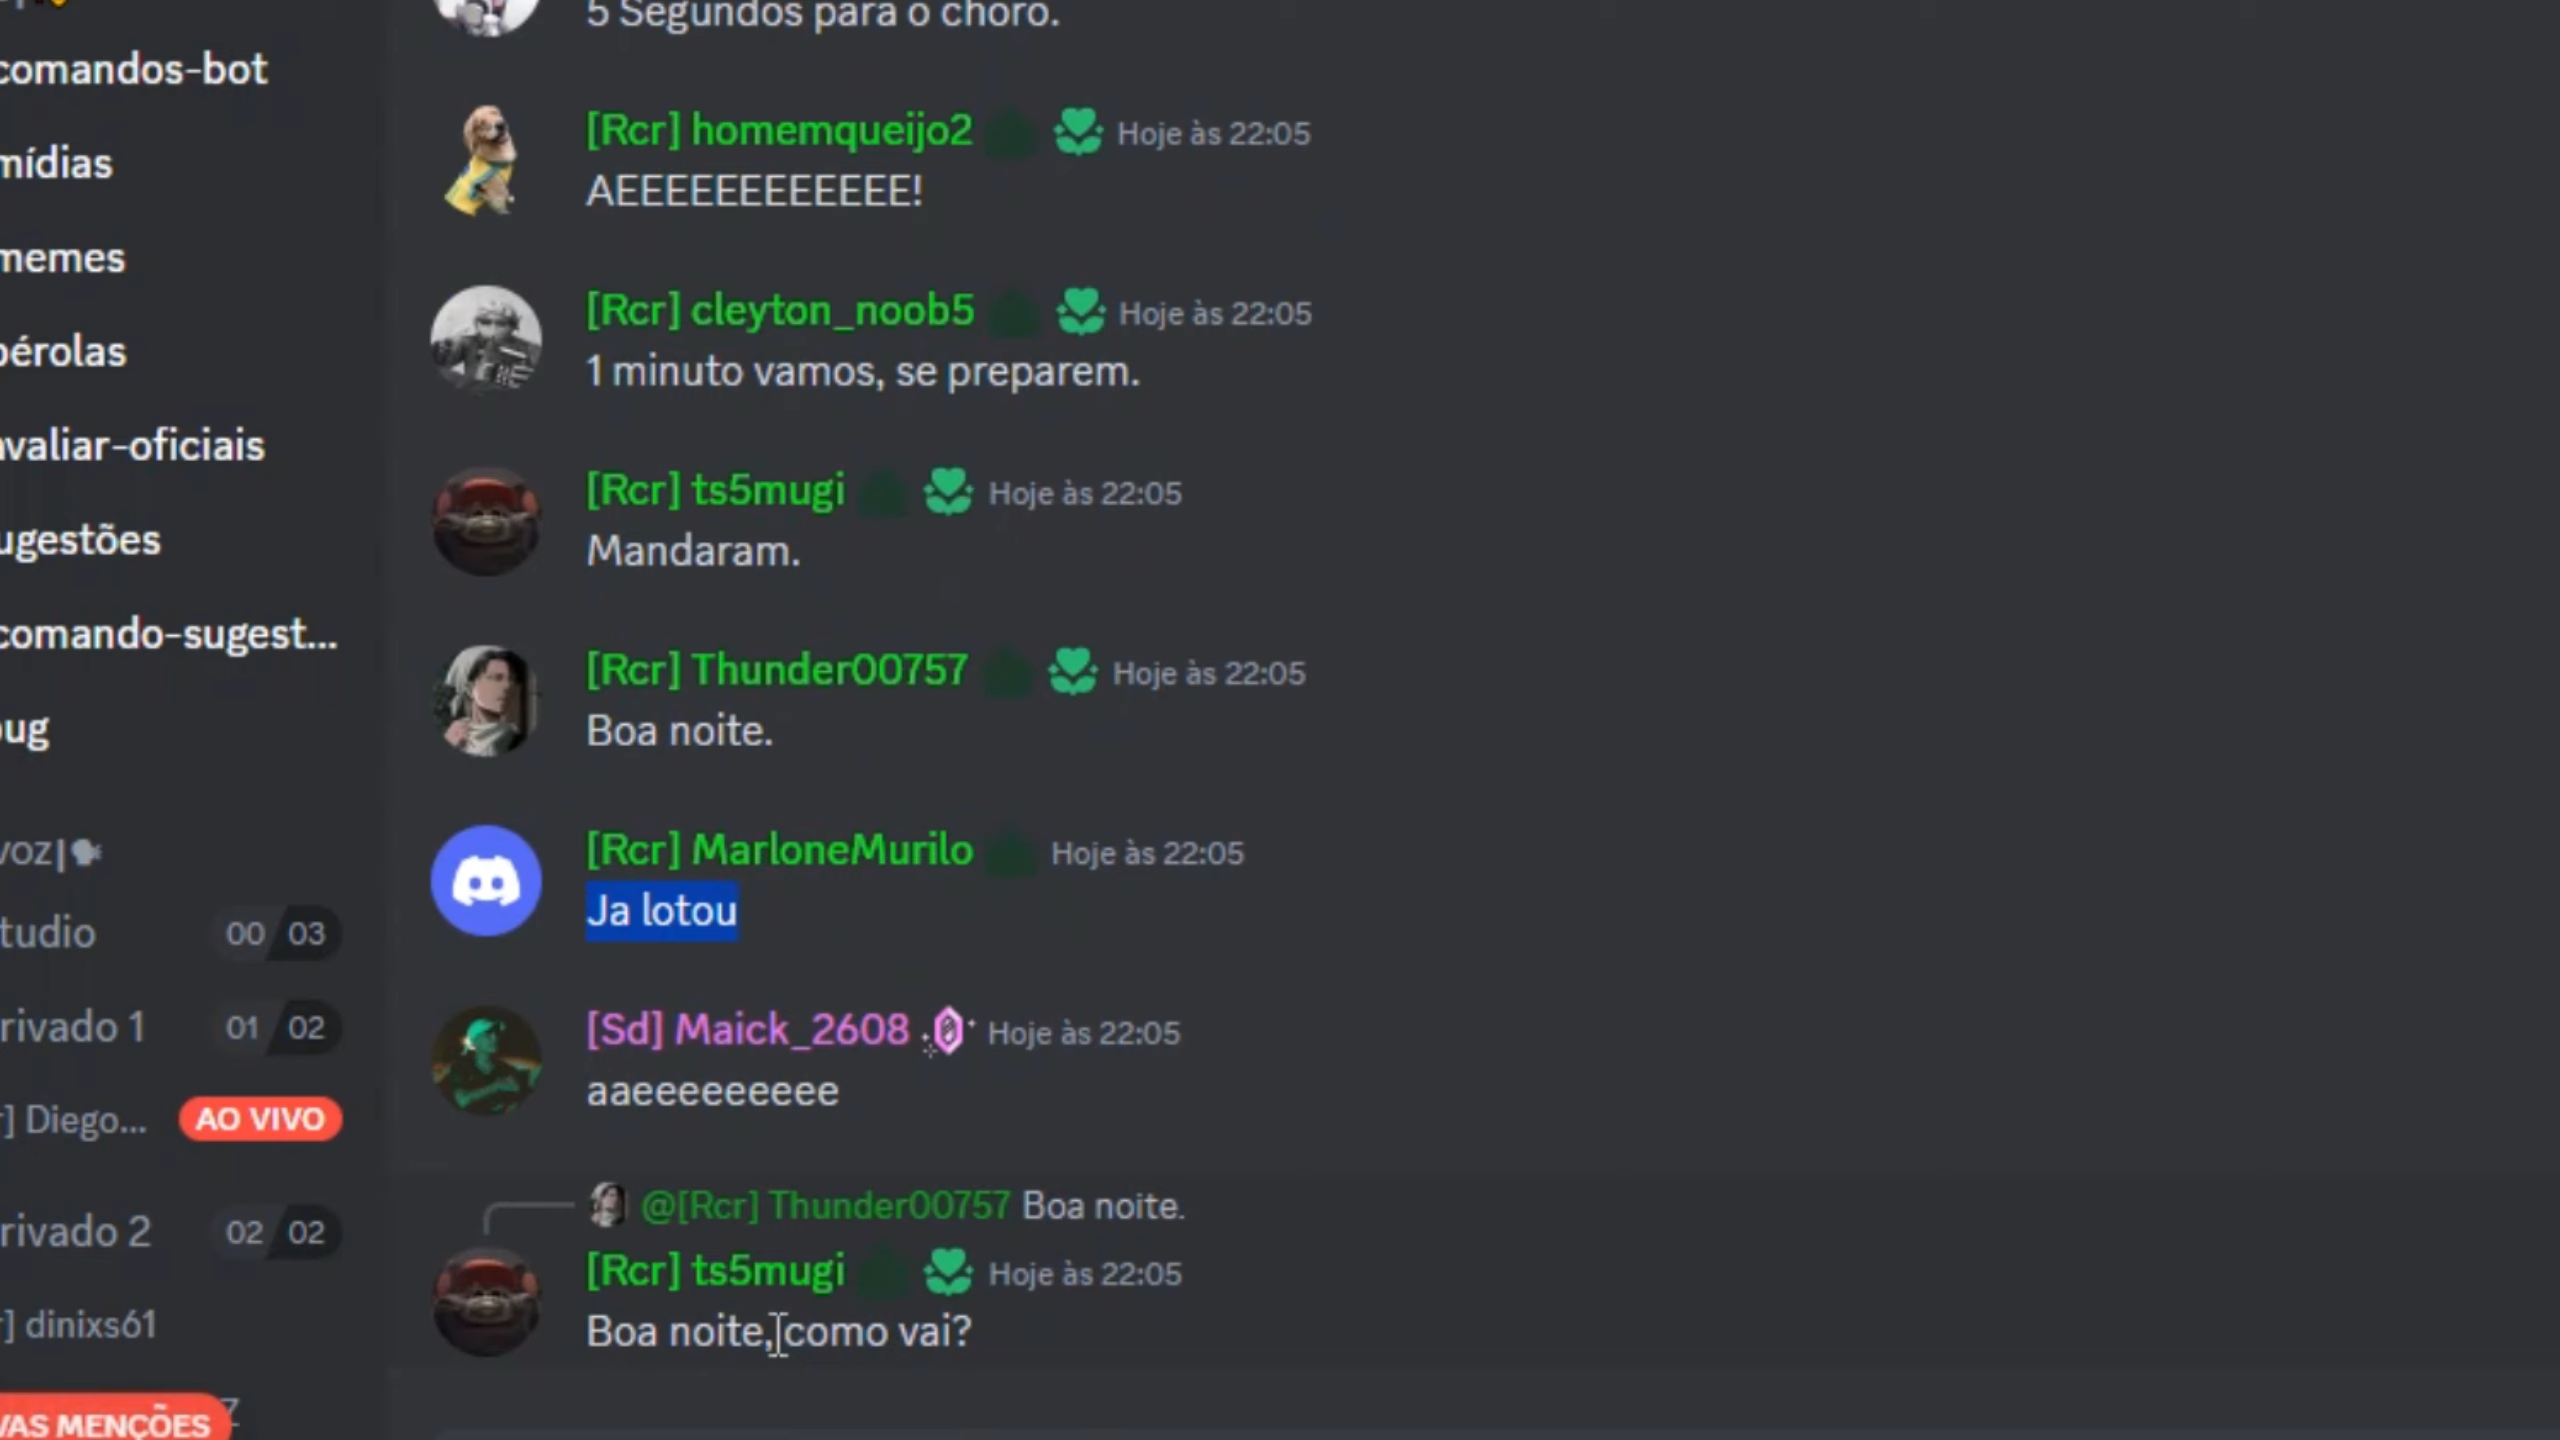 comandos-bot
mídias
memes
pérolas
avaliar-oficiais
ugestões
comando-sugest...
bug
voz|
tudio 00 03
rivado 1 01 02
r] Diego... AO VIVO
rivado 2 02 02
r] dinixs61
VAS MENÇÕES
5 Segundos para o choro.
[Rcr] homemqueijo2 Hoje às 22:05
AEEEEEEEEEEEE!
[Rcr] cleyton_noob5 Hoje às 22:05
1 minuto vamos, se preparem.
[Rcr] ts5mugi Hoje às 22:05
Mandaram.
[Rcr] Thunder00757 Hoje às 22:05
Boa noite.
[Rcr] MarloneMurilo Hoje às 22:05
Ja lotou
[Sd] Maick_2608 Hoje às 22:05
aaeeeeeeeee
@[Rcr] Thunder00757 Boa noite.
[Rcr] ts5mugi Hoje às 22:05
Boa noite, como vai?